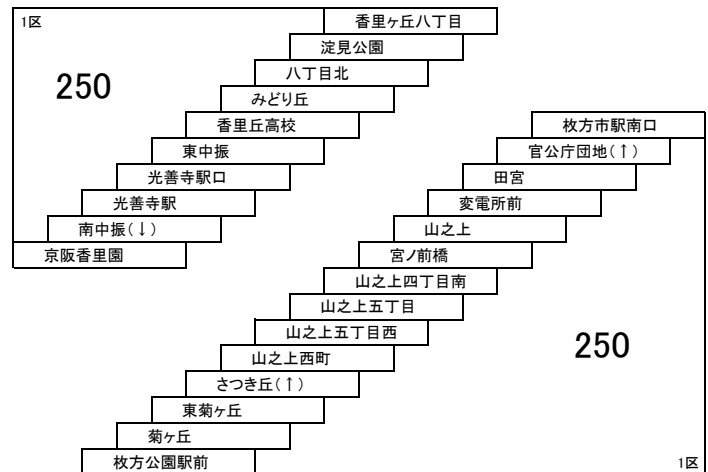 1区
250
香里ヶ丘八丁目
淀見公園
八丁目北
みどり丘
香里丘高校
東中振
光善寺駅口
光善寺駅
南中振(↓)
京阪香里園
枚方市駅南口
官公庁団地(↑)
田宮
変電所前
山之上
宮ノ前橋
山之上四丁目南
山之上五丁目
山之上五丁目西
山之上西町
さつき丘(↑)
東菊ヶ丘
菊ヶ丘
枚方公園駅前
250
1区